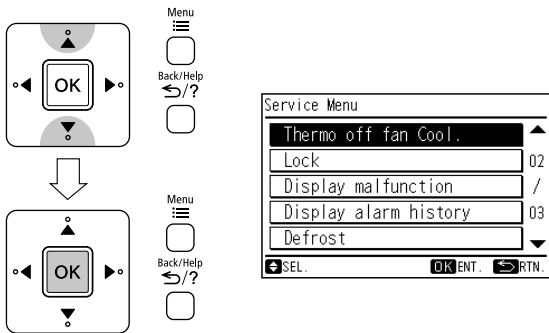 Menu
OK
Back/Help
/?
Menu
OK
Back/Help
/?
Service Menu
Thermo off fan Cool.
Lock
Display malfunction
Display alarm history
Defrost
02
/
03
SEL.
OK ENT.
RTN.